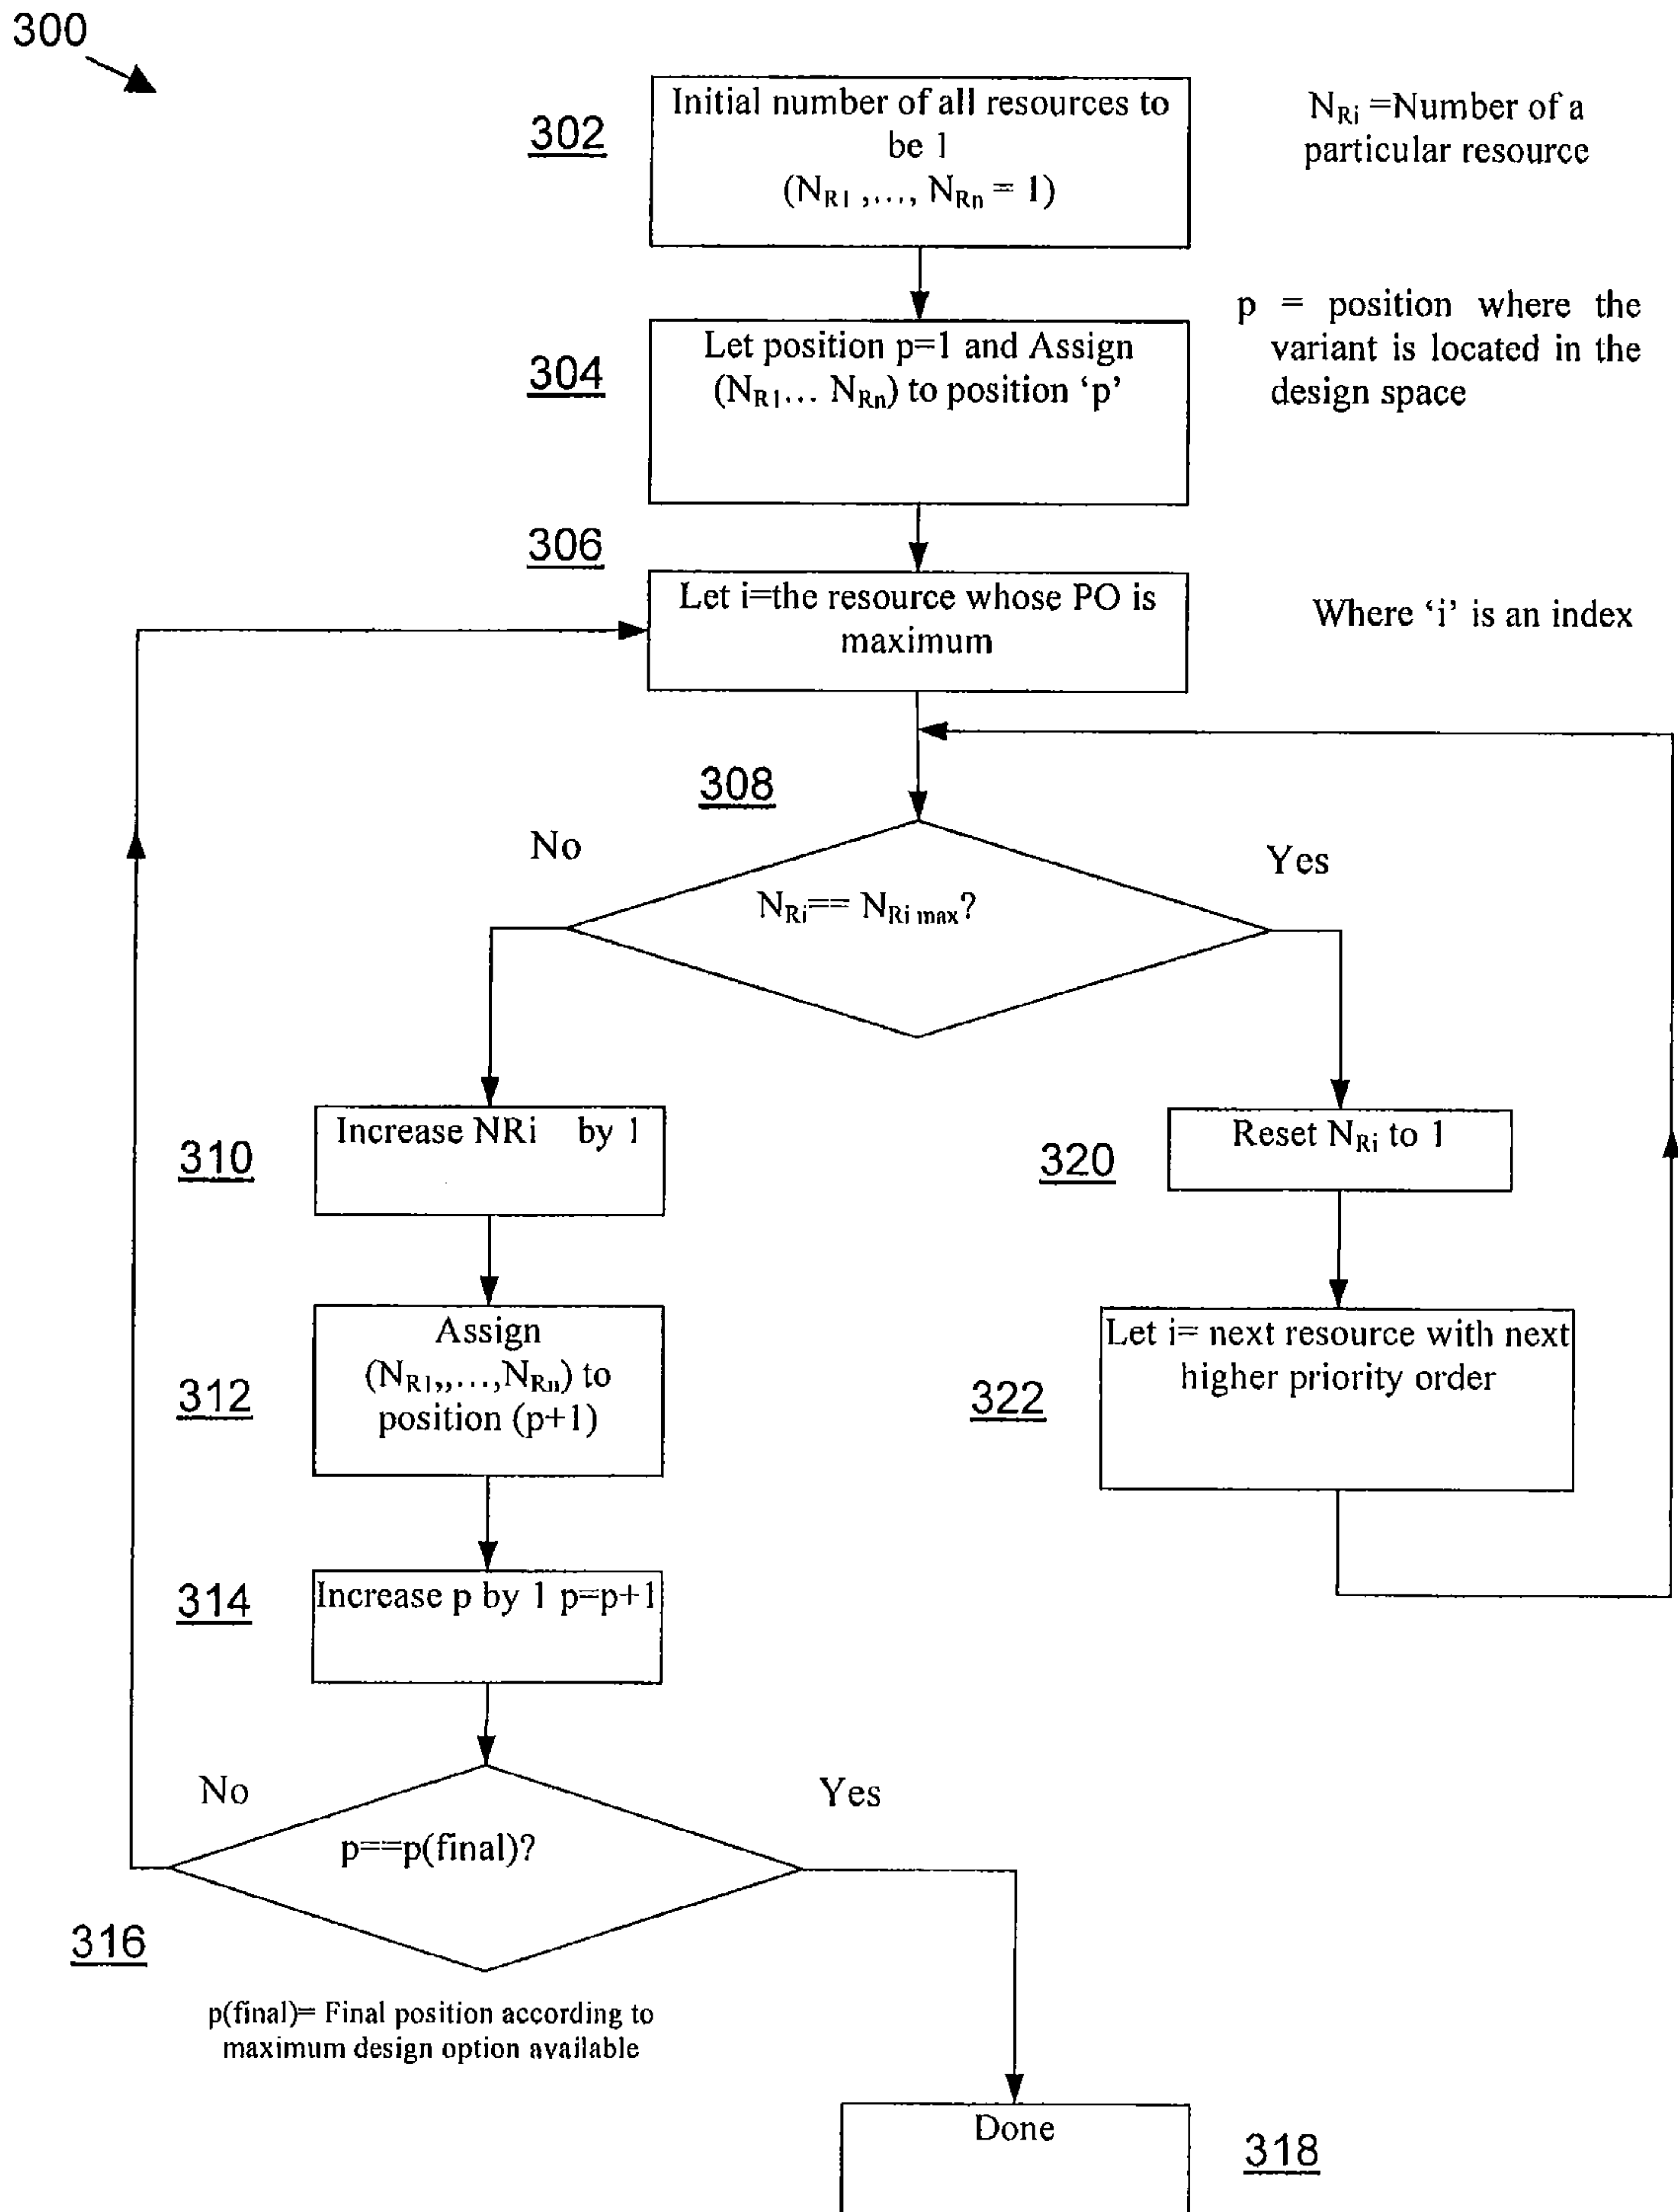 300
302
Initial number of all resources to
be 1
(NR1 ,..., NRn = 1)
NRi =Number of a
particular resource
304
Let position p=1 and Assign
(NR1... NRn) to position ‘p’
p = position where the
variant is located in the
design space
306
Let i=the resource whose PO is
maximum
Where ‘i’ is an index
308
No
Yes
NRi== NRi max?
310
Increase NRi by 1
320
Reset NRi to 1
312
Assign
(NR1,,...,NRn) to
position (p+1)
322
Let i= next resource with next
higher priority order
314
Increase p by 1 p=p+1
No
Yes
p==p(final)?
316
p(final)= Final position according to
maximum design option available
Done
318